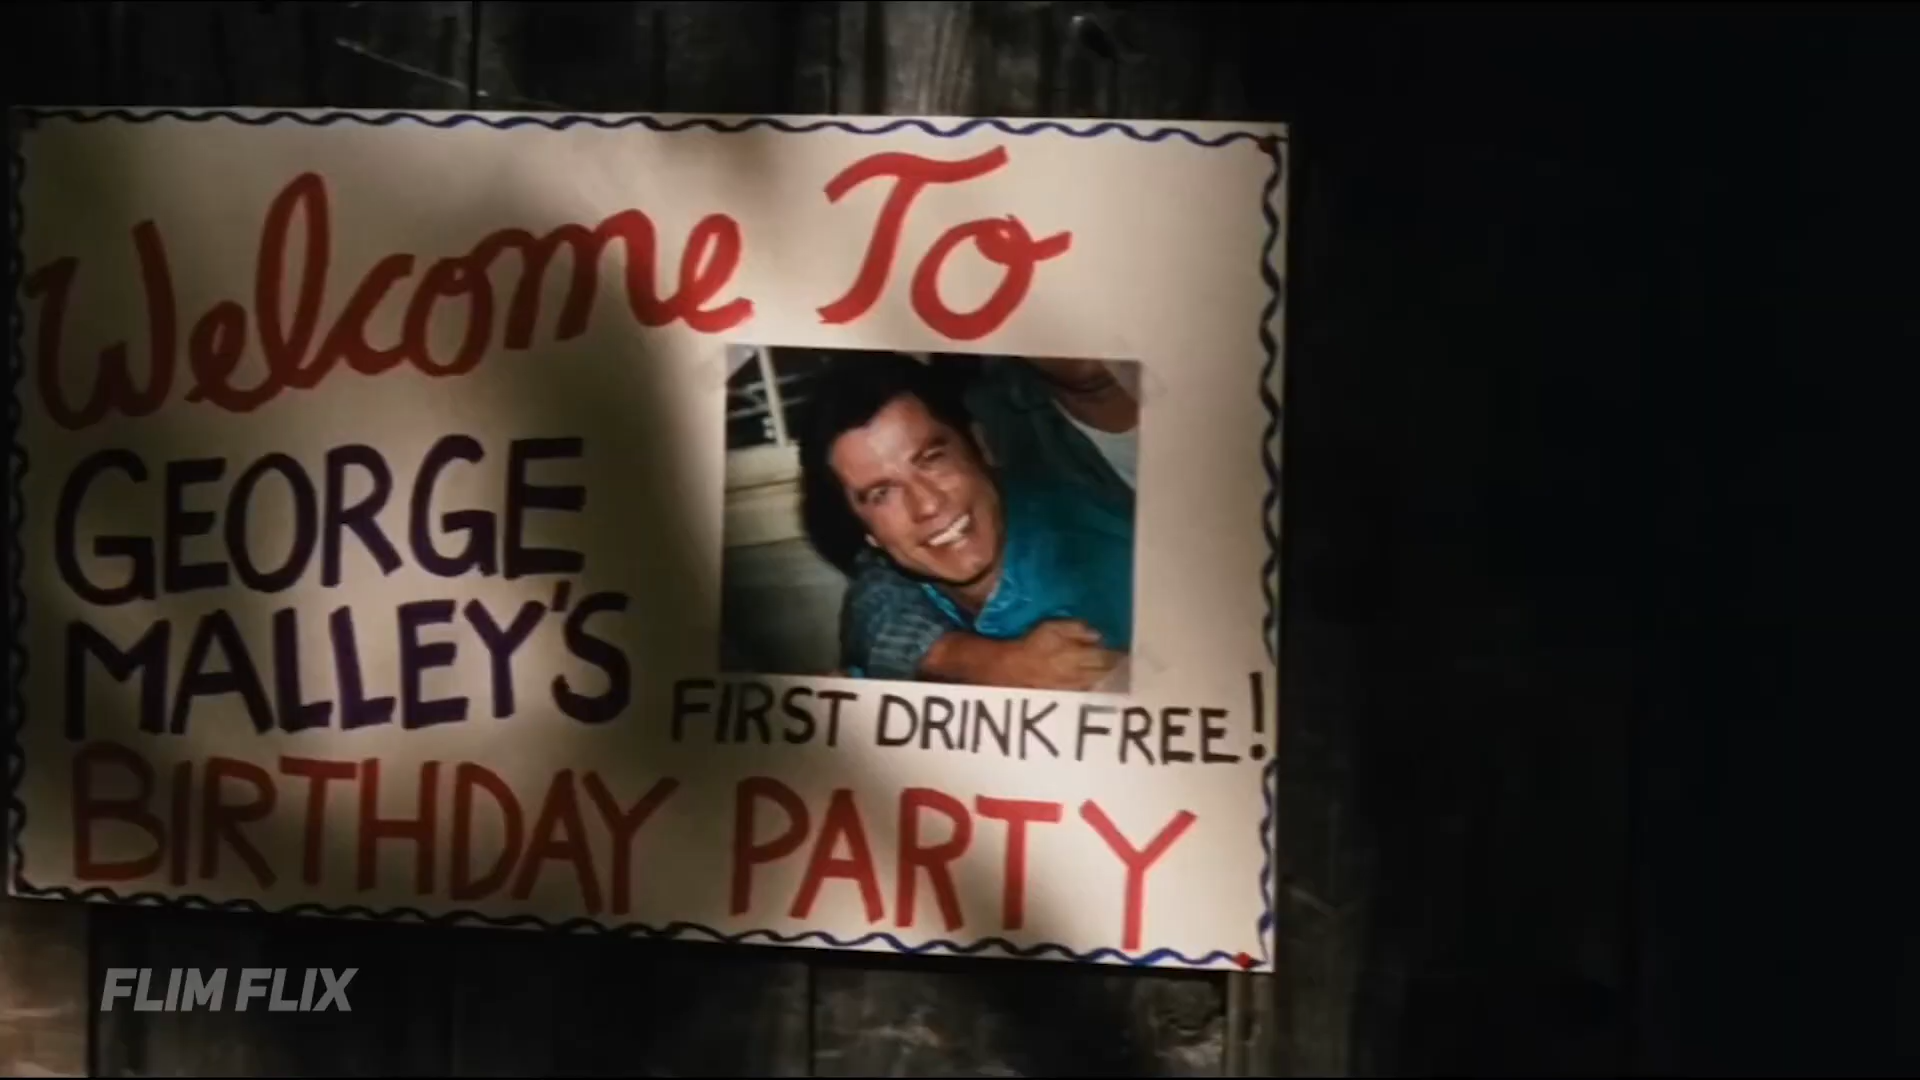 Welcome To
GEORGE
MALLEY'S
FIRST DRINK FREE!
BIRTHDAY PARTY
FLIM FLIX